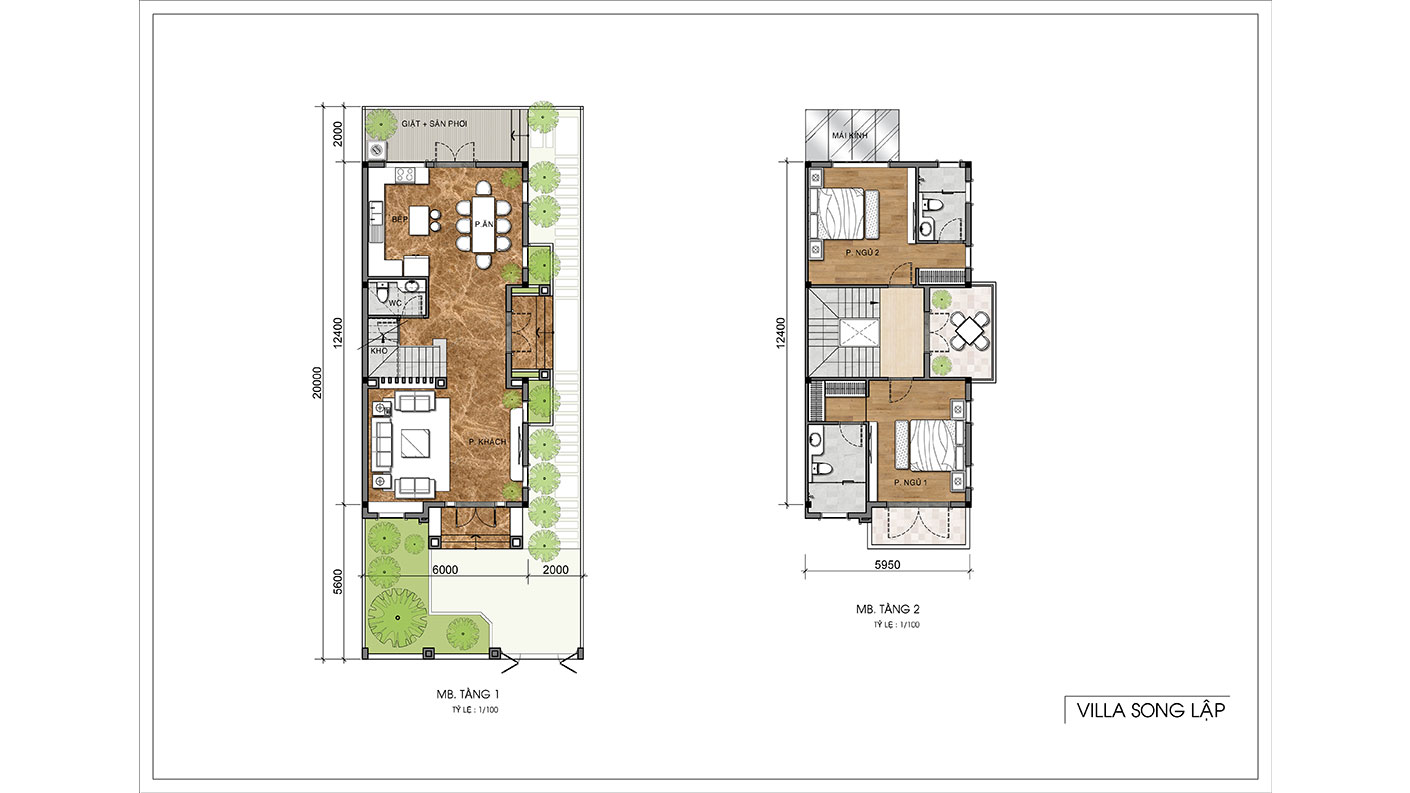 2000
GIẶT + SÂN PHƠI
BẾP
P. ĂN
WC
KHO
P. KHÁCH
12400
20000
5600
6000
2000
MB. TẦNG 1
TỶ LỆ : 1/100
MÁI KÍNH
P. NGỦ 2
12400
P. NGỦ 1
5950
MB. TẦNG 2
TỶ LỆ : 1/100
VILLA SONG LẬP